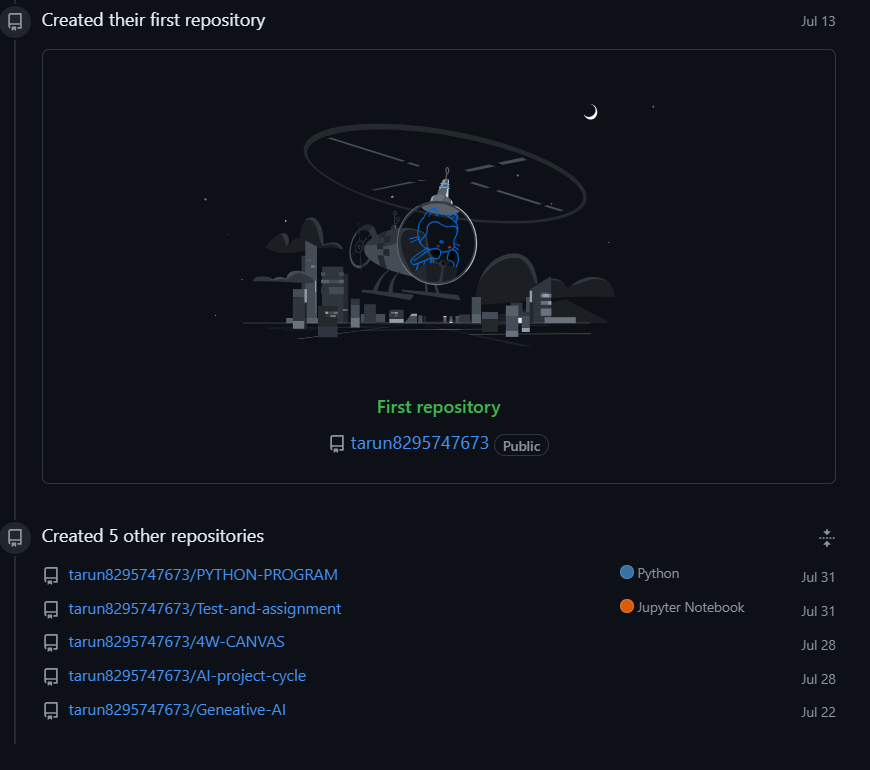 Created their first repository Jul 13
First repository
tarun8295747673 Public
Created 5 other repositories
tarun8295747673/PYTHON-PROGRAM Python Jul 31
tarun8295747673/Test-and-assignment Jupyter Notebook Jul 31
tarun8295747673/4W-CANVAS Jul 28
tarun8295747673/AI-project-cycle Jul 28
tarun8295747673/Geneative-AI Jul 22